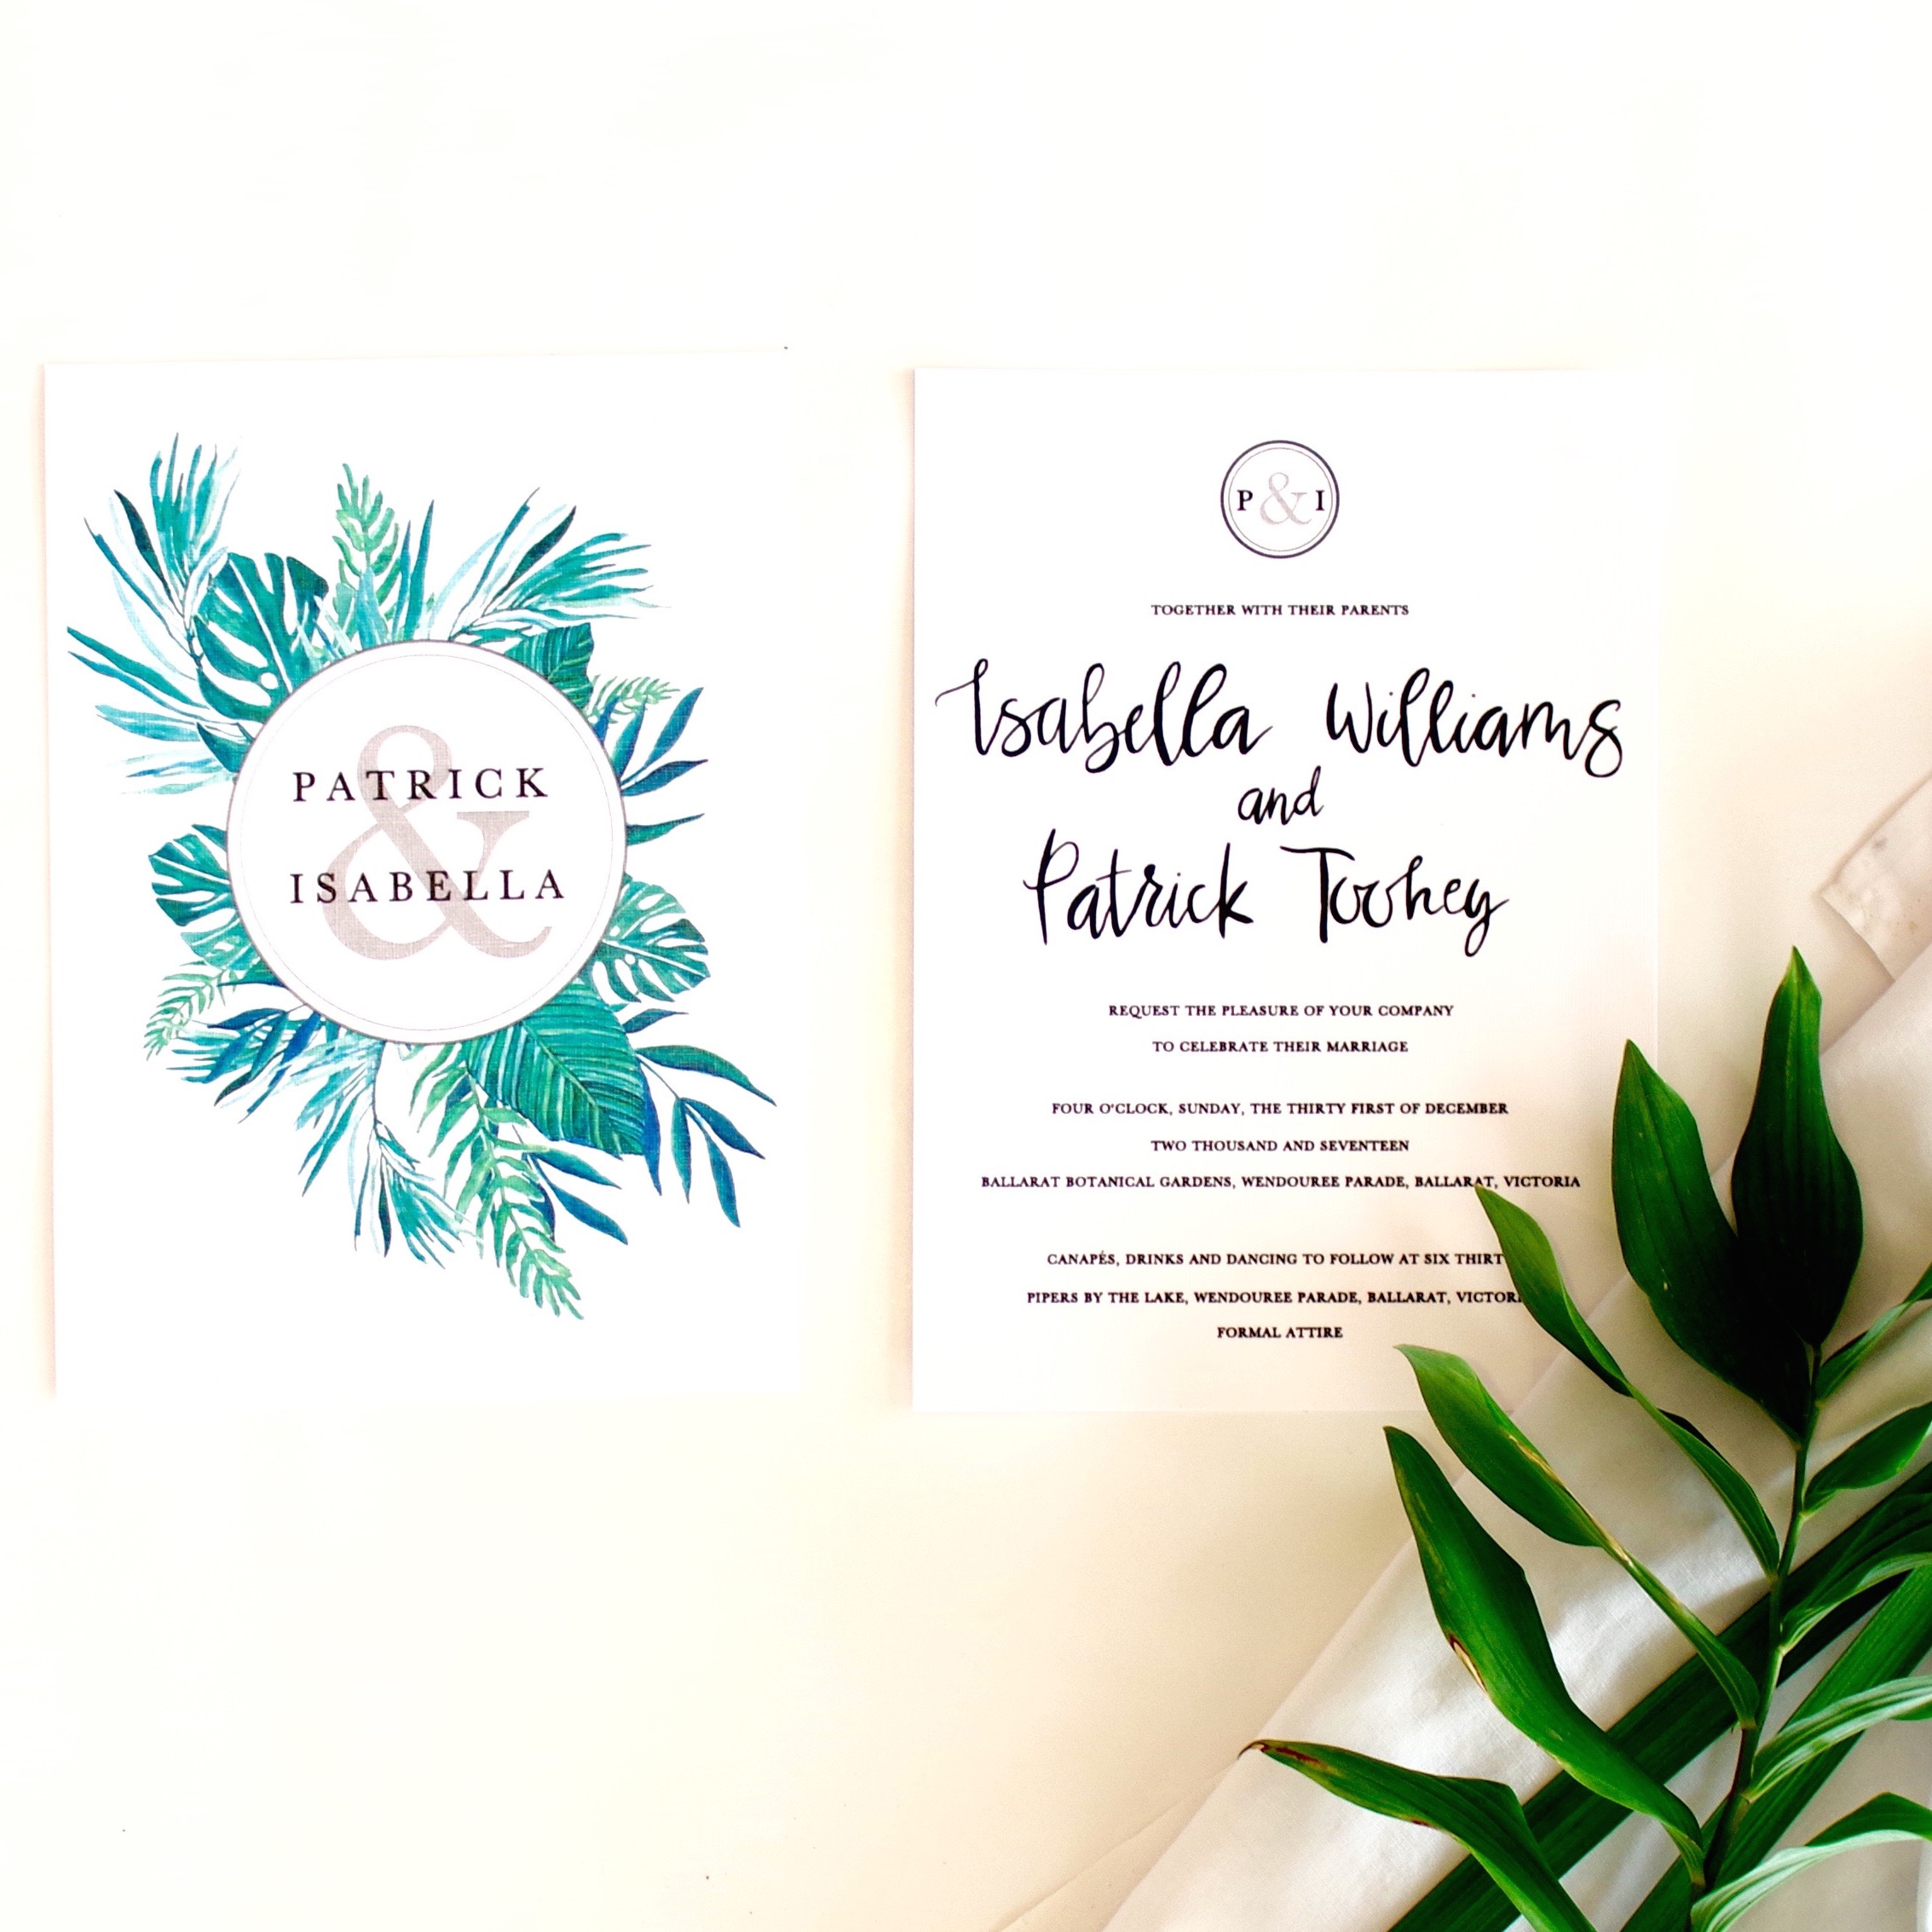 PATRICK
&
ISABELLA
P & I
TOGETHER WITH THEIR PARENTS
Isabella Williams
and
Patrick Toohey
REQUEST THE PLEASURE OF YOUR COMPANY
TO CELEBRATE THEIR MARRIAGE
FOUR O'CLOCK, SUNDAY, THE THIRTY FIRST OF DECEMBER
TWO THOUSAND AND SEVENTEEN
BALLARAT BOTANICAL GARDENS, WENDOUREE PARADE, BALLARAT, VICTORIA
CANAPÉS, DRINKS AND DANCING TO FOLLOW AT SIX THIRT
PIPERS BY THE LAKE, WENDOUREE PARADE, BALLARAT, VICTORI
FORMAL ATTIRE